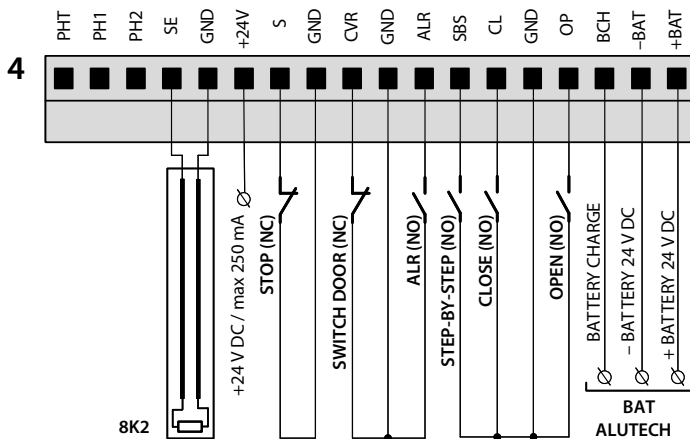 PHT PH1 PH2 SE GND +24V S GND CVR GND ALR SBS CL GND OP BCH –BAT +BAT
4
+24 V DC / max 250 mA
STOP (NC)
SWITCH DOOR (NC)
ALR (NO)
STEP-BY-STEP (NO)
CLOSE (NO)
OPEN (NO)
BATTERY CHARGE
– BATTERY 24 V DC
+ BATTERY 24 V DC
8K2
BAT
ALUTECH